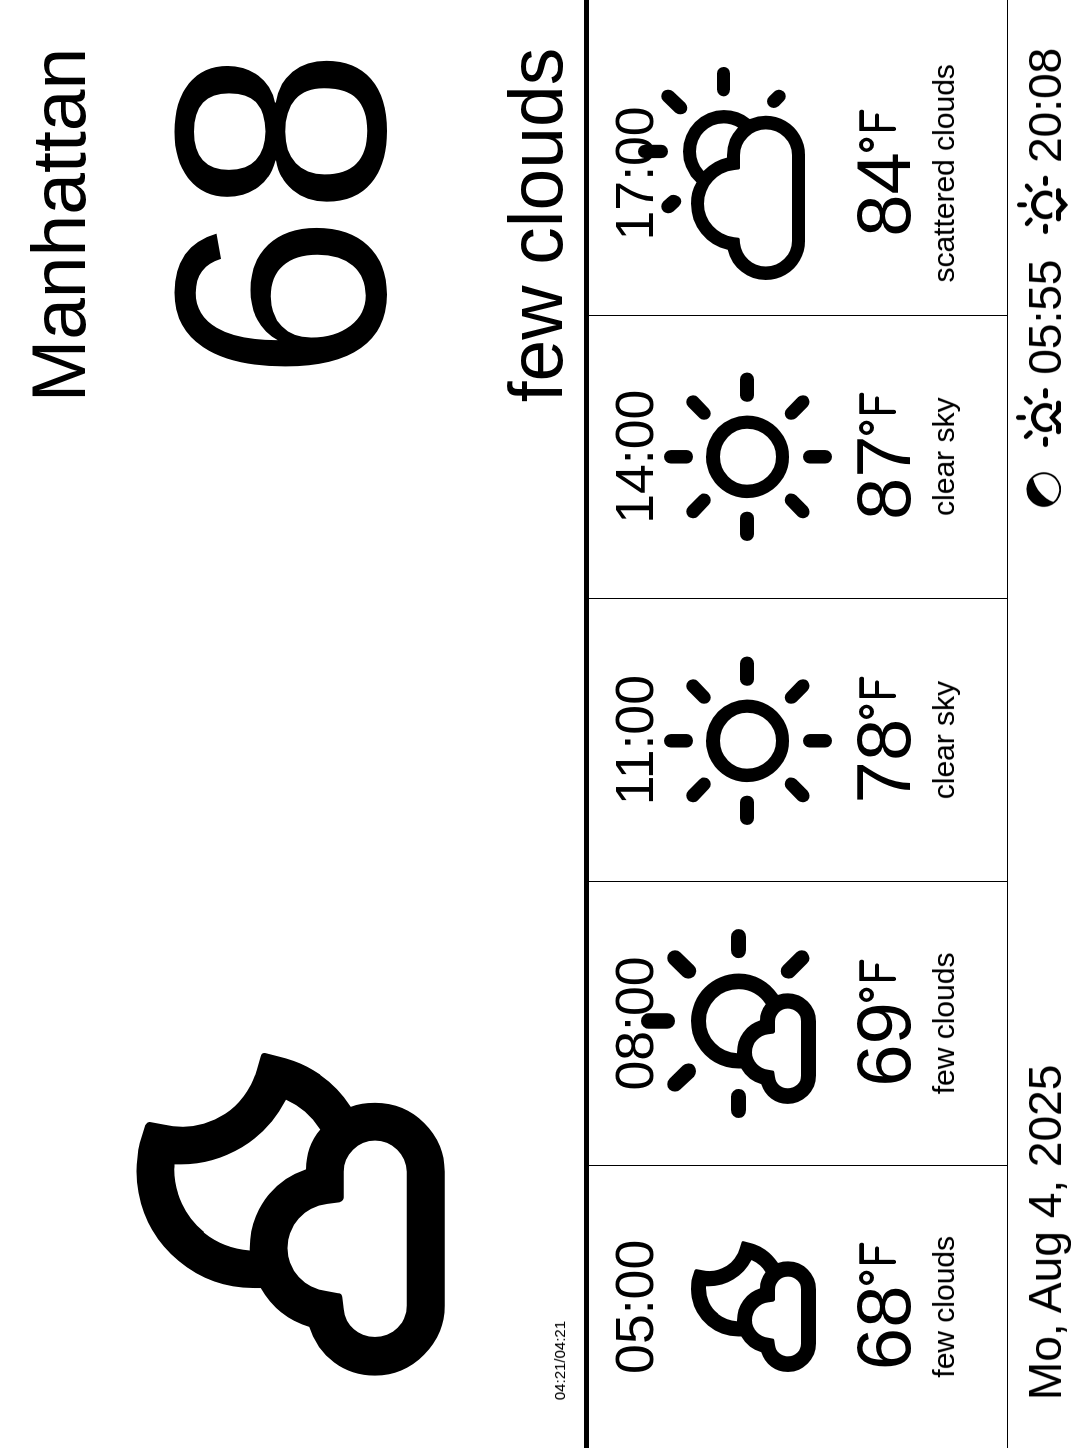 Manhattan
68
few clouds
04:21/04:21
05:00
68°F
few clouds
08:00
69°F
few clouds
11:00
78°F
clear sky
14:00
87°F
clear sky
17:00
84°F
scattered clouds
Mo, Aug 4, 2025
05:55 20:08